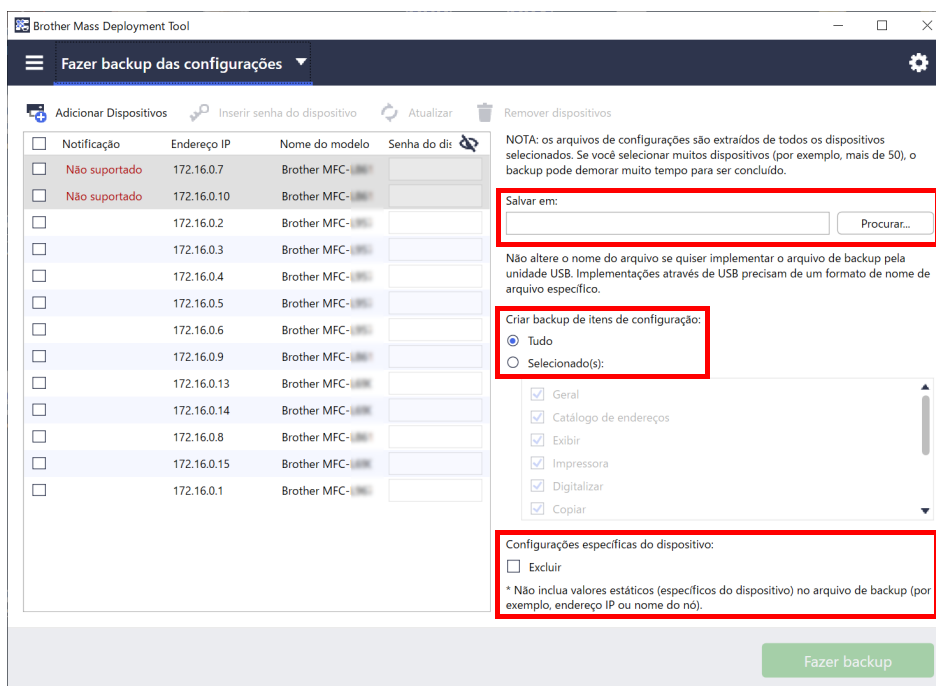 Brother Mass Deployment Tool
Fazer backup das configurações
Adicionar Dispositivos Inserir senha do dispositivo Atualizar Remover dispositivos
Notificação Endereço IP Nome do modelo Senha do dis
Não suportado 172.16.0.7 Brother MFC-
Não suportado 172.16.0.10 Brother MFC-
172.16.0.2 Brother MFC-
172.16.0.3 Brother MFC-
172.16.0.4 Brother MFC-
172.16.0.5 Brother MFC-
172.16.0.6 Brother MFC-
172.16.0.9 Brother MFC-
172.16.0.13 Brother MFC-
172.16.0.14 Brother MFC-
172.16.0.8 Brother MFC-
172.16.0.15 Brother MFC-
172.16.0.1 Brother MFC-
NOTA: os arquivos de configurações são extraídos de todos os dispositivos
selecionados. Se você selecionar muitos dispositivos (por exemplo, mais de 50), o
backup pode demorar muito tempo para ser concluído.
Salvar em:
Procurar...
Não altere o nome do arquivo se quiser implementar o arquivo de backup pela
unidade USB. Implementações através de USB precisam de um formato de nome de
arquivo específico.
Criar backup de itens de configuração:
Tudo
Selecionado(s):
Geral
Catálogo de endereços
Exibir
Impressora
Digitalizar
Copiar
Configurações específicas do dispositivo:
Excluir
* Não inclua valores estáticos (específicos do dispositivo) no arquivo de backup (por
exemplo, endereço IP ou nome do nó).
Fazer backup